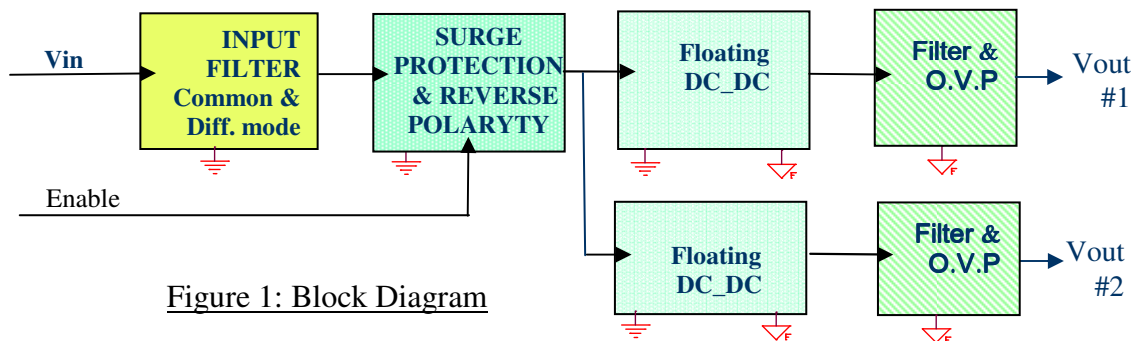 Vin
INPUT
FILTER
Common &
Diff. mode
SURGE
PROTECTION
& REVERSE
POLARYTY
Floating
DC_DC
Filter &
O.V.P
Vout
#1
F
F
Enable
Floating
DC_DC
Filter &
O.V.P
Vout
#2
F
F
Figure 1: Block Diagram